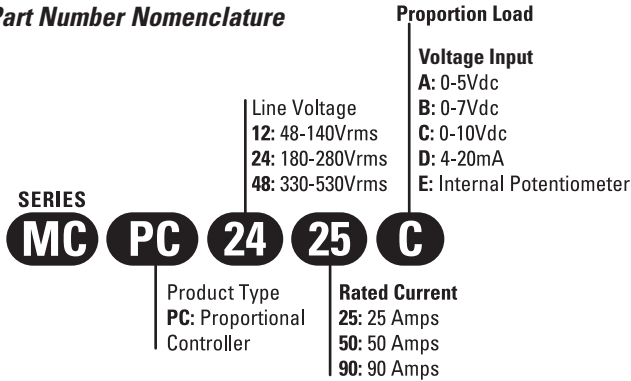 Part Number Nomenclature
Proportion Load
Voltage Input
A: 0-5Vdc
B: 0-7Vdc
C: 0-10Vdc
D: 4-20mA
E: Internal Potentiometer
Line Voltage
12: 48-140Vrms
24: 180-280Vrms
48: 330-530Vrms
SERIES
MC PC 24 25 C
Product Type
PC: Proportional
Controller
Rated Current
25: 25 Amps
50: 50 Amps
90: 90 Amps